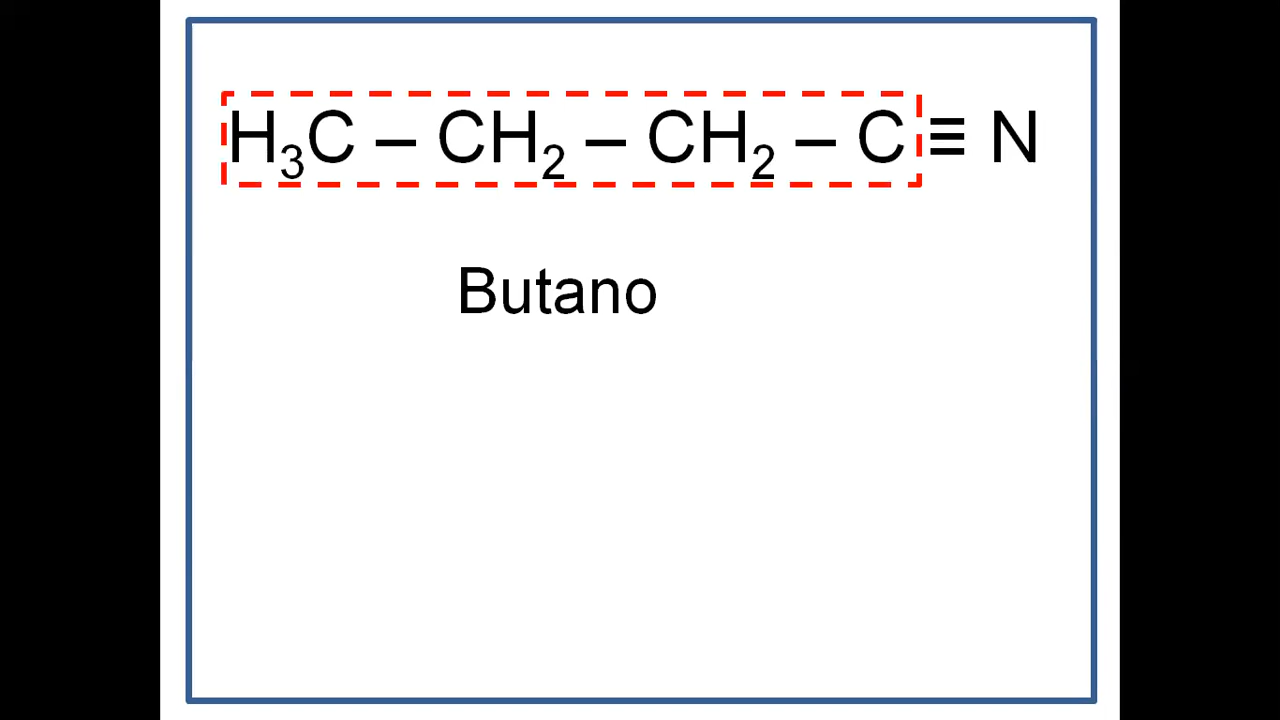 H₃C – CH₂ – CH₂ – C ≡ N
Butano